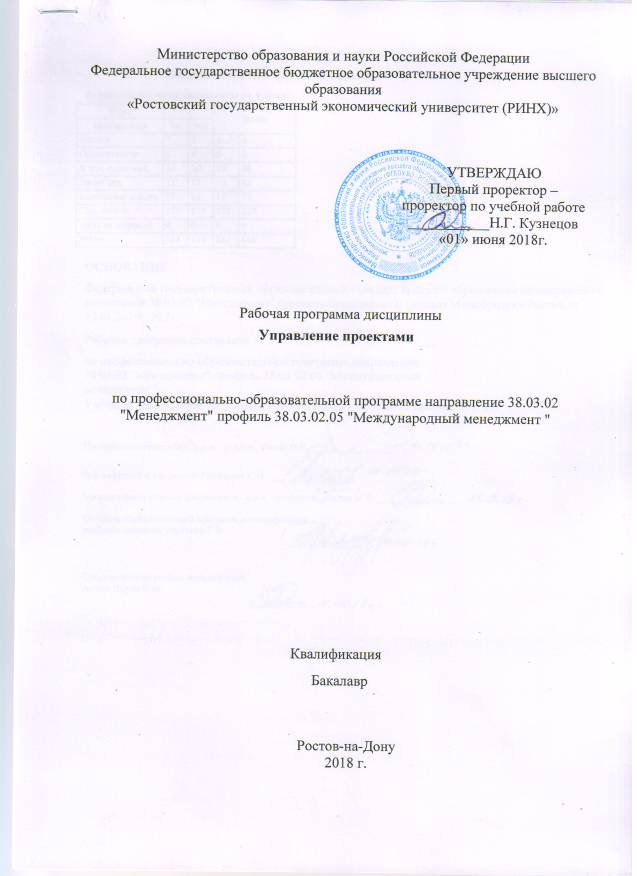 Министерство образования и науки Российской Федерации
Федеральное государственное бюджетное образовательное учреждение высшего
образования
«Ростовский государственный экономический университет (РИНХ)»
УТВЕРЖДАЮ
Первый проректор –
проректор по учебной работе
Н.Г. Кузнецов
«01» июня 2018г.
Рабочая программа дисциплины
Управление проектами
по профессионально-образовательной программе направление 38.03.02
"Менеджмент" профиль 38.03.02.05 "Международный менеджмент "
Квалификация
Бакалавр
Ростов-на-Дону
2018 г.